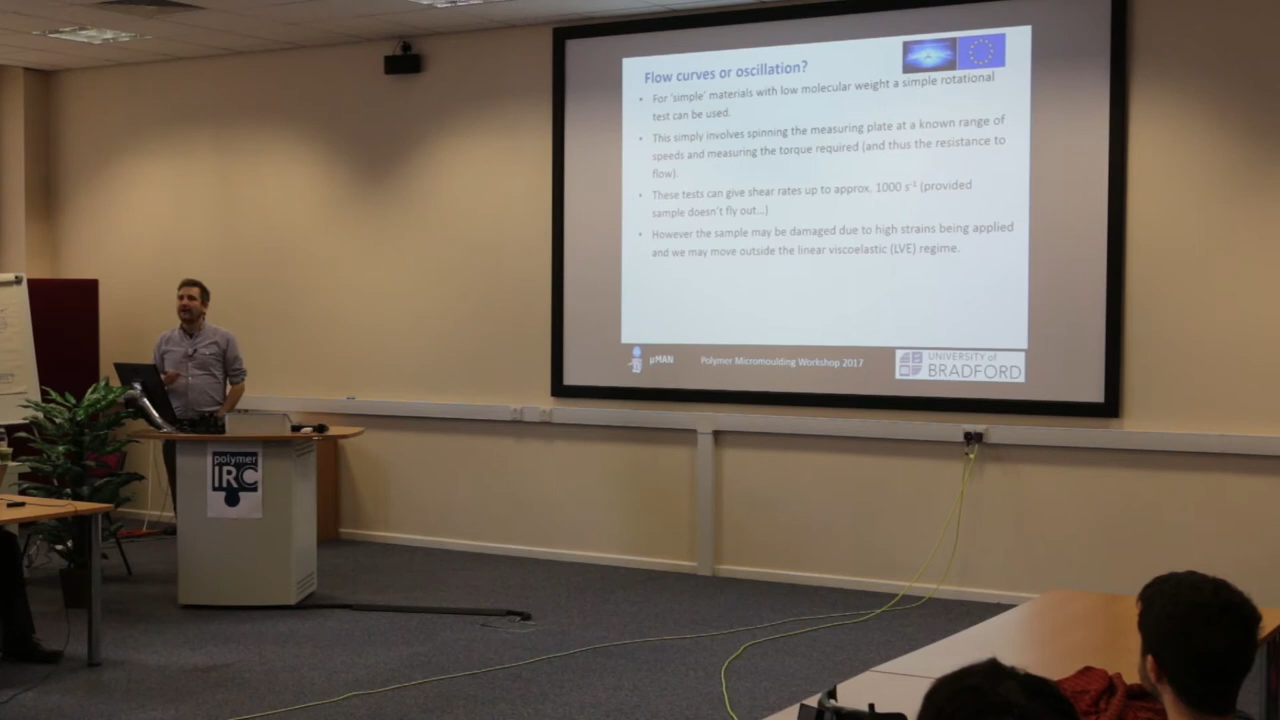 Flow curves or oscillation?
• For 'simple' materials with low molecular weight a simple rotational
test can be used.
• This simply involves spinning the measuring plate at a known range of
speeds and measuring the torque required (and thus the resistance to
flow).
• These tests can give shear rates up to approx. 1000 s⁻¹ (provided
sample doesn't fly out...)
• However the sample may be damaged due to high strains being applied
and we may move outside the linear viscoelastic (LVE) regime.
μMAN
Polymer Micromoulding Workshop 2017
UNIVERSITY of
BRADFORD
polymer
IRC